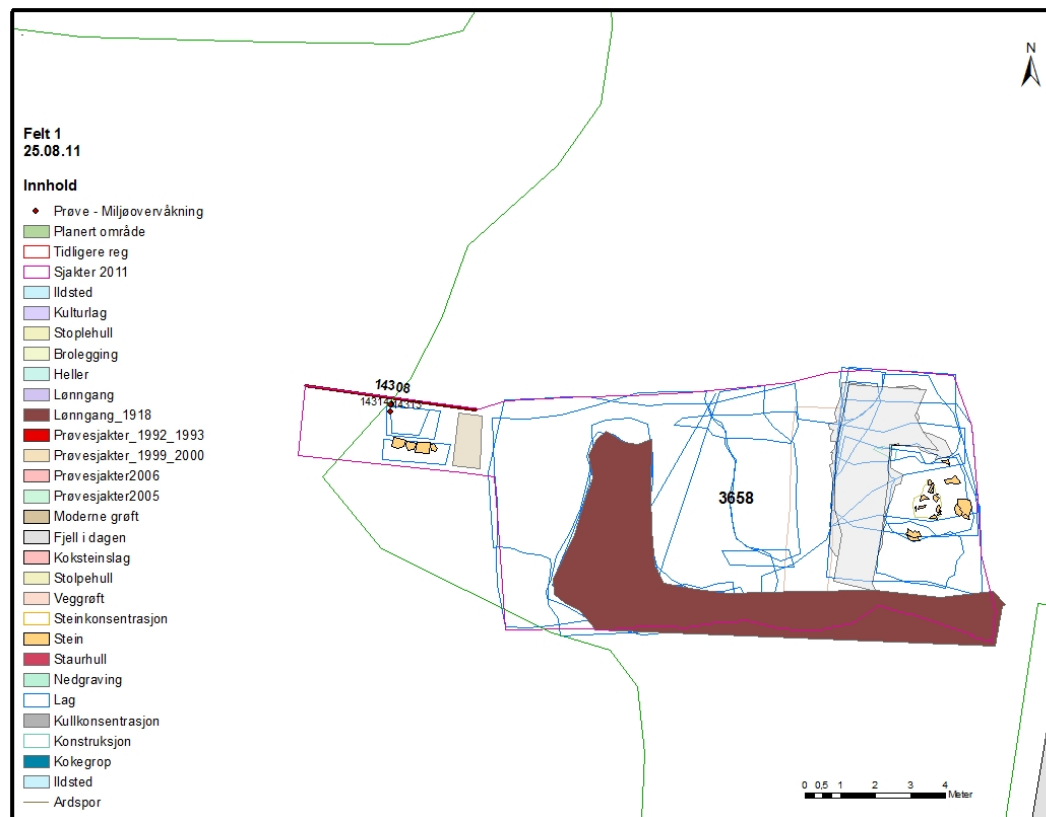 N
Felt 1
25.08.11
Innhold
Prøve - Miljøovervåkning
Planert område
Tidligere reg
Sjakter 2011
Ildsted
Kulturlag
Stoplehull
Brolegging
Heller
Lønngang
Lønngang_1918
Prøvesjakter_1992_1993
Prøvesjakter_1999_2000
Prøvesjakter2006
Prøvesjakter2005
Moderne grøft
Fjell i dagen
Koksteinslag
Stolpehull
Veggrøft
Steinkonsentrasjon
Stein
Staurhull
Nedgraving
Lag
Kullkonsentrasjon
Konstruksjon
Kokegrop
Ildsted
Ardspor
14308
3658
0 0,5 1 2 3 4
Meter